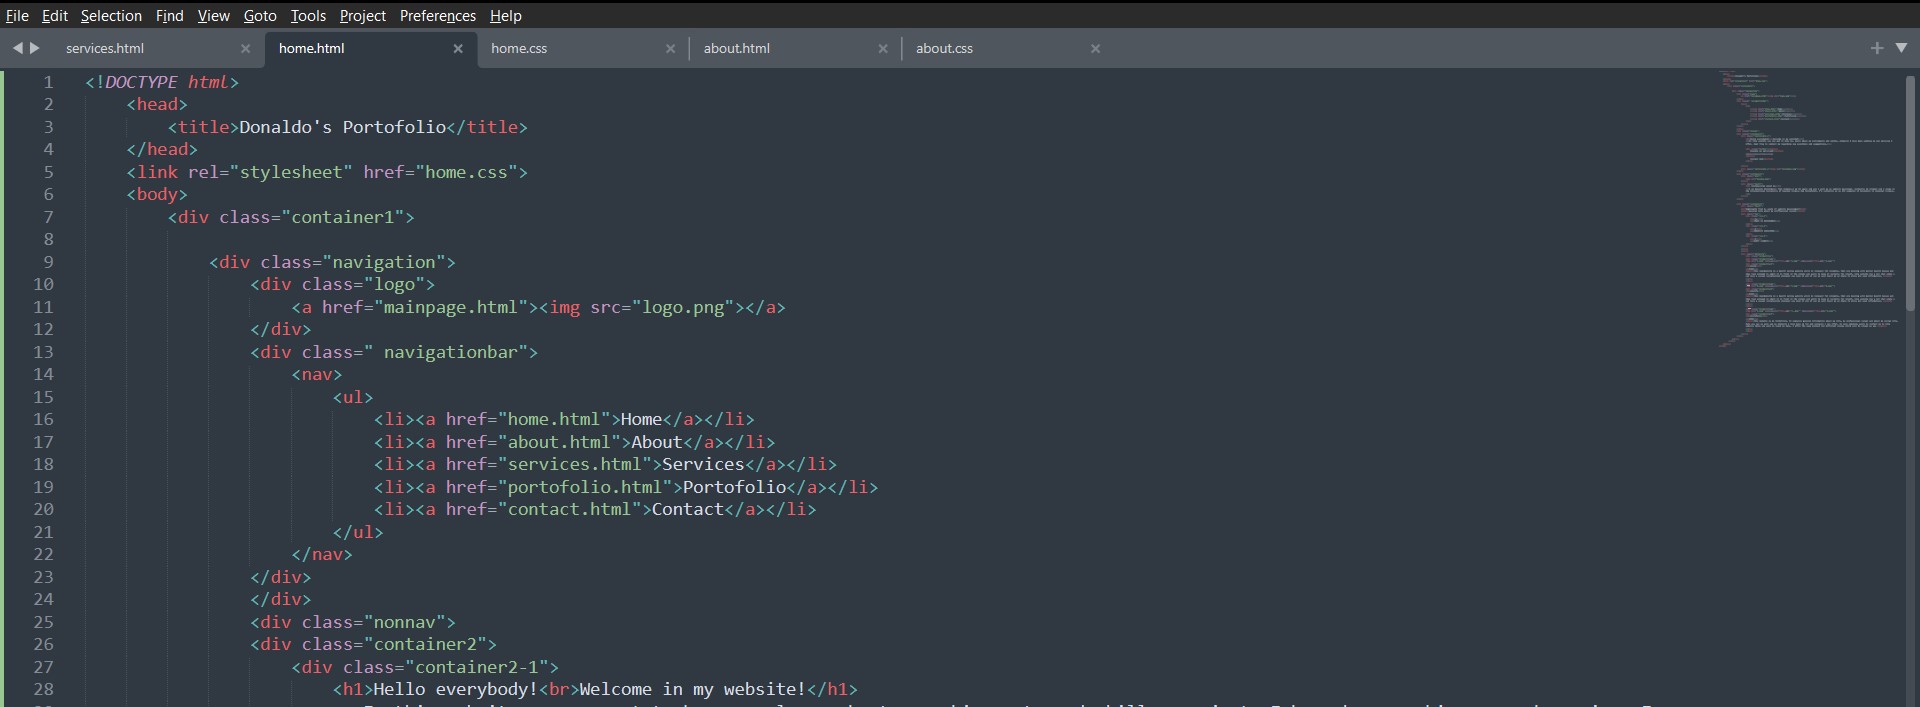 File Edit Selection Find View Goto Tools Project Preferences Help
services.html × home.html × home.css × about.html × about.css ×
1 <!DOCTYPE html>
2 <head>
3 <title>Donaldo's Portofolio</title>
4 </head>
5 <link rel="stylesheet" href="home.css">
6 <body>
7 <div class="container1">
8
9 <div class="navigation">
10 <div class="logo">
11 <a href="mainpage.html"><img src="logo.png"></a>
12 </div>
13 <div class=" navigationbar">
14 <nav>
15 <ul>
16 <li><a href="home.html">Home</a></li>
17 <li><a href="about.html">About</a></li>
18 <li><a href="services.html">Services</a></li>
19 <li><a href="portofolio.html">Portofolio</a></li>
20 <li><a href="contact.html">Contact</a></li>
21 </ul>
22 </nav>
23 </div>
24 </div>
25 <div class="nonnav">
26 <div class="container2">
27 <div class="container2-1">
28 <h1>Hello everybody!<br>Welcome in my website!</h1>